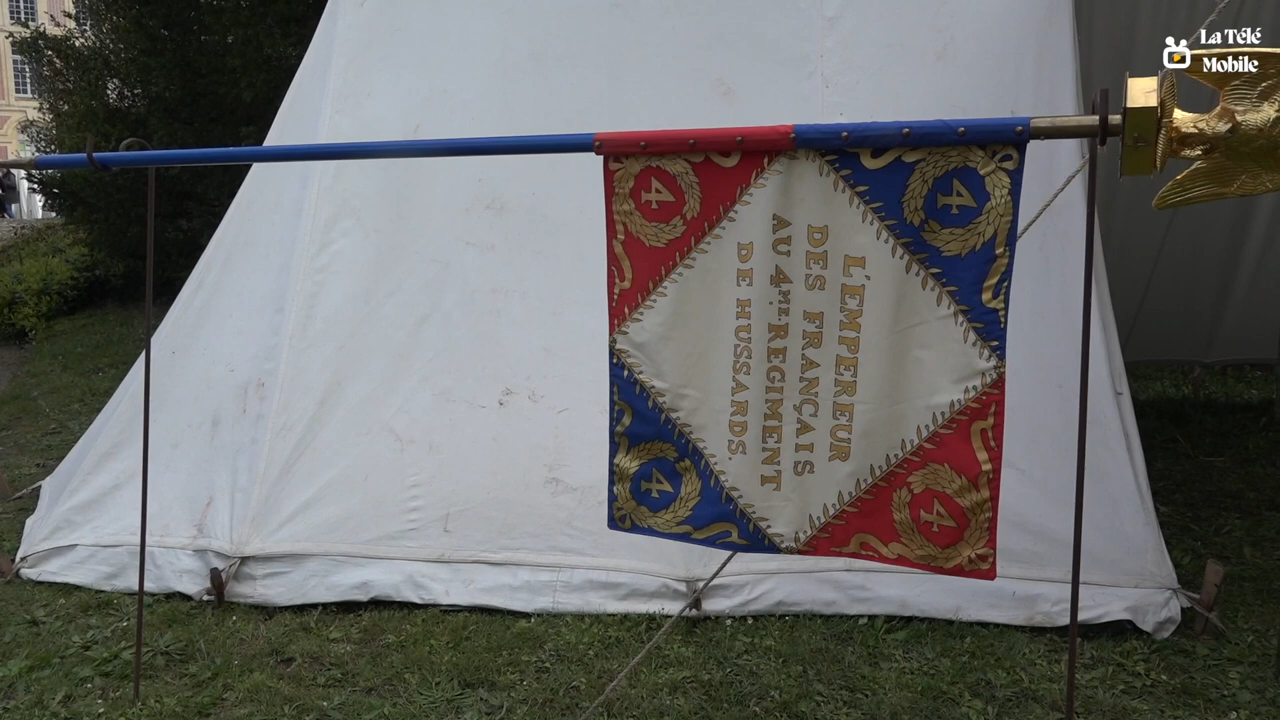 La Télé
Mobile
4
4
L'EMPEREUR
DES FRANÇAIS
AU 4ME. REGIMENT
DE HUSSARDS.
4
4